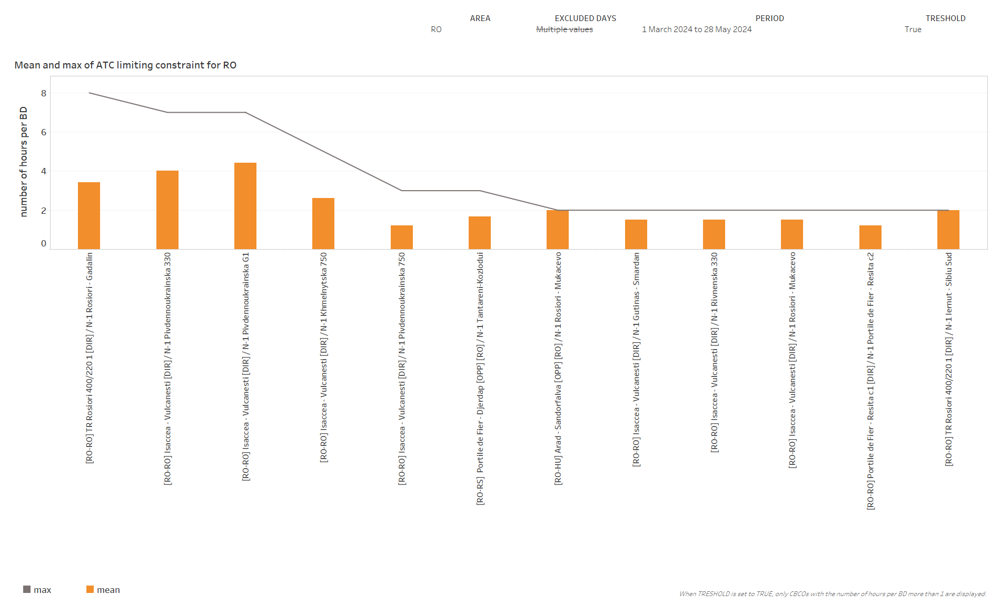 AREA EXCLUDED DAYS PERIOD TRESHOLD
RO Multiple values 1 March 2024 to 28 May 2024 True
Mean and max of ATC limiting constraint for RO
number of hours per BD
8
6
4
2
0
[RO-RO] TR Rosiori 400/220 1 [DIR] / N-1 Rosiori - Gadalin
[RO-RO] Isaccea - Vulcanesti [DIR] / N-1 Pivdennoukrainska 330
[RO-RO] Isaccea - Vulcanesti [DIR] / N-1 Pivdennoukrainska G1
[RO-RO] Isaccea - Vulcanesti [DIR] / N-1 Khmelnytska 750
[RO-RO] Isaccea - Vulcanesti [DIR] / N-1 Pivdennoukrainska 750
[RO-RS] Portile de Fier - Djerdap [OPP] [RO] / N-1 Tantareni-Kozlodui
[RO-HU] Arad - Sandorfalva [OPP] [RO] / N-1 Rosiori - Mukacevo
[RO-RO] Isaccea - Vulcanesti [DIR] / N-1 Gutinas - Smardan
[RO-RO] Isaccea - Vulcanesti [DIR] / N-1 Rivnenska 330
[RO-RO] Isaccea - Vulcanesti [DIR] / N-1 Rosiori - Mukacevo
[RO-RO] Portile de Fier - Resita c1 [DIR] / N-1 Portile de Fier - Resita c2
[RO-RO] TR Rosiori 400/220 1 [DIR] / N-1 Iernut - Sibiu Sud
max mean
When TRESHOLD is set to TRUE, only CBCOs with the number of hours per BD more than 1 are displayed.